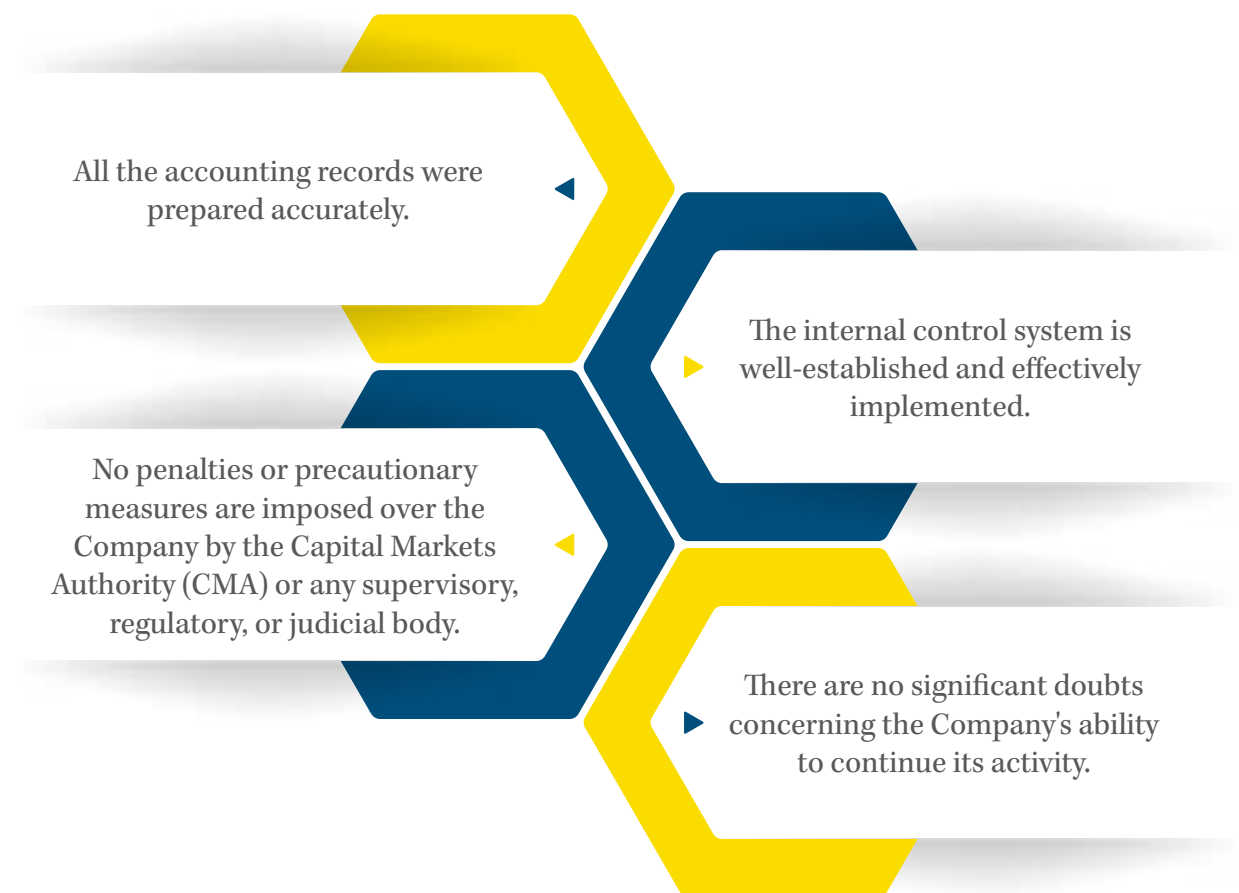 All the accounting records were
prepared accurately.
The internal control system is
well-established and effectively
implemented.
No penalties or precautionary
measures are imposed over the
Company by the Capital Markets
Authority (CMA) or any supervisory,
regulatory, or judicial body.
There are no significant doubts
concerning the Company's ability
to continue its activity.